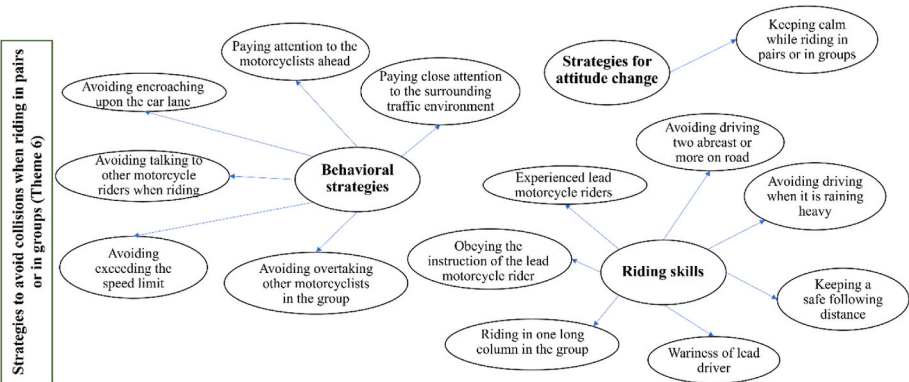 Strategies to avoid collisions when riding in pairs
or in groups (Theme 6)
Paying attention to the
motorcyclists ahead
Avoiding encroaching
upon the car lane
Paying close attention
to the surrounding
traffic environment
Avoiding talking to
other motorcycle
riders when riding
Behavioral
strategies
Avoiding
exceeding the
speed limit
Avoiding overtaking
other motorcyclists
in the group
Strategies for
attitude change
Keeping calm
while riding in
pairs or in groups
Avoiding driving
two abreast or
more on road
Experienced lead
motorcycle riders
Avoiding driving
when it is raining
heavy
Obeying the
instruction of the lead
motorcycle rider
Riding skills
Keeping a
safe following
distance
Riding in one long
column in the group
Wariness of lead
driver